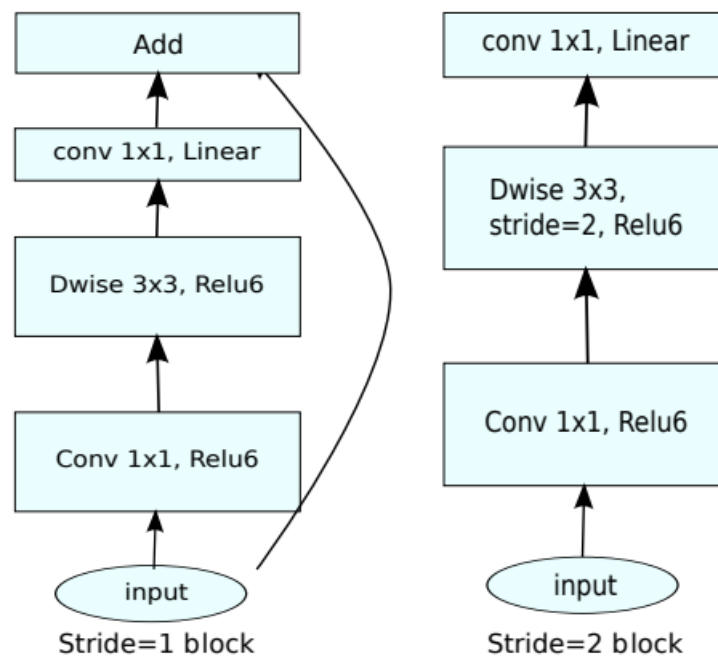 Add
conv 1x1, Linear
Dwise 3x3, Relu6
Conv 1x1, Relu6
input
Stride=1 block
conv 1x1, Linear
Dwise 3x3,
stride=2, Relu6
Conv 1x1, Relu6
input
Stride=2 block